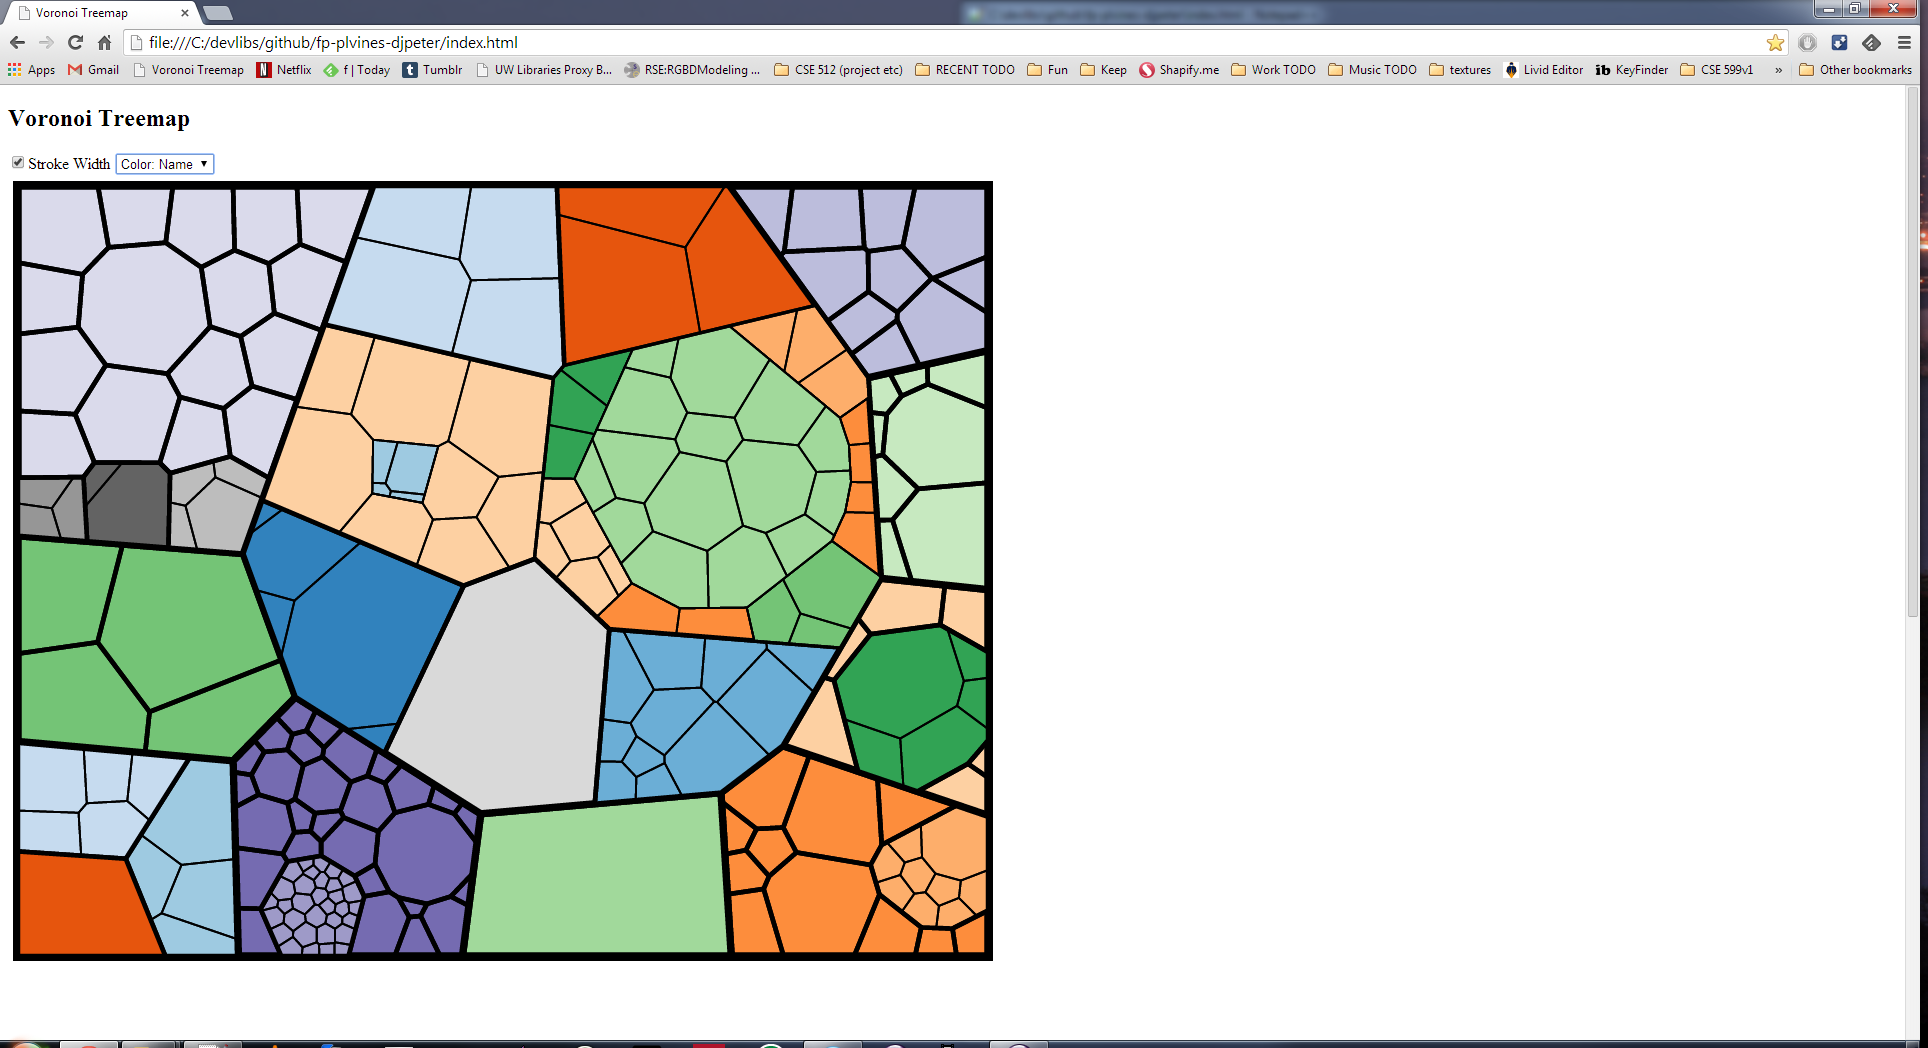 Voronoi Treemap
file:///C:/devlibs/github/fp-plvines-djpeter/index.html
Apps Gmail Voronoi Treemap Netflix f | Today Tumblr UW Libraries Proxy B... RSE:RGBDModeling ... CSE 512 (project etc) RECENT TODO Fun Keep Shapify.me Work TODO Music TODO textures Livid Editor KeyFinder CSE 599v1 » Other bookmarks
Voronoi Treemap
Stroke Width Color: Name